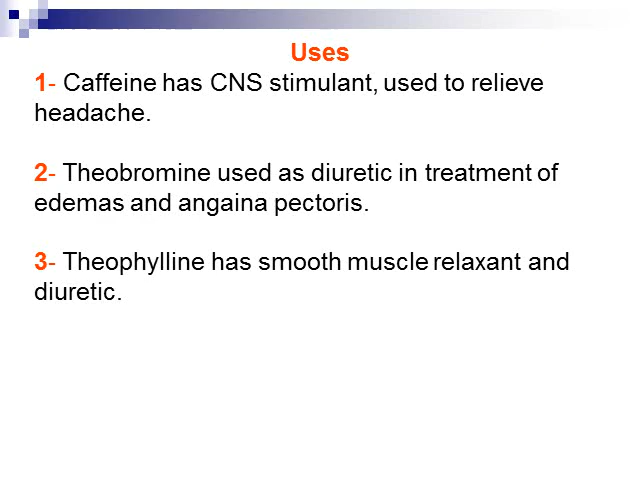 Uses
1- Caffeine has CNS stimulant, used to relieve
headache.
2- Theobromine used as diuretic in treatment of
edemas and angaina pectoris.
3- Theophylline has smooth muscle relaxant and
diuretic.